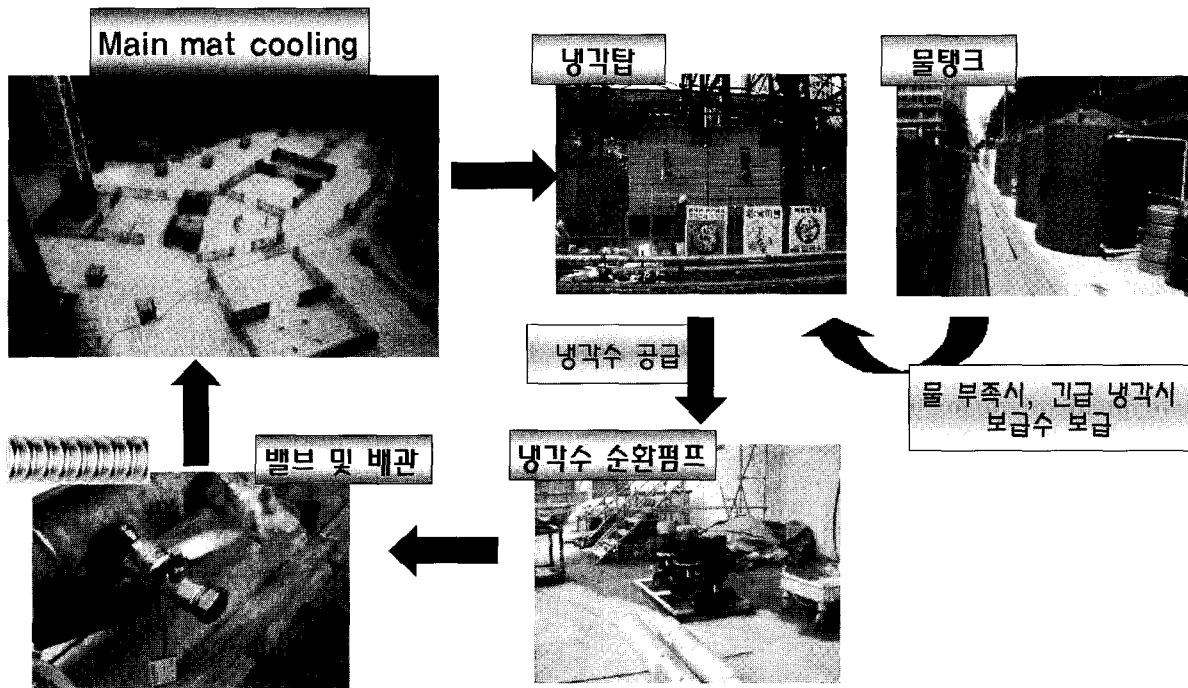 Main mat cooling
냉각탑
물탱크
냉각수 공급
물 부족시, 긴급 냉각시
보급수 보급
밸브 및 배관
냉각수 순환펌프